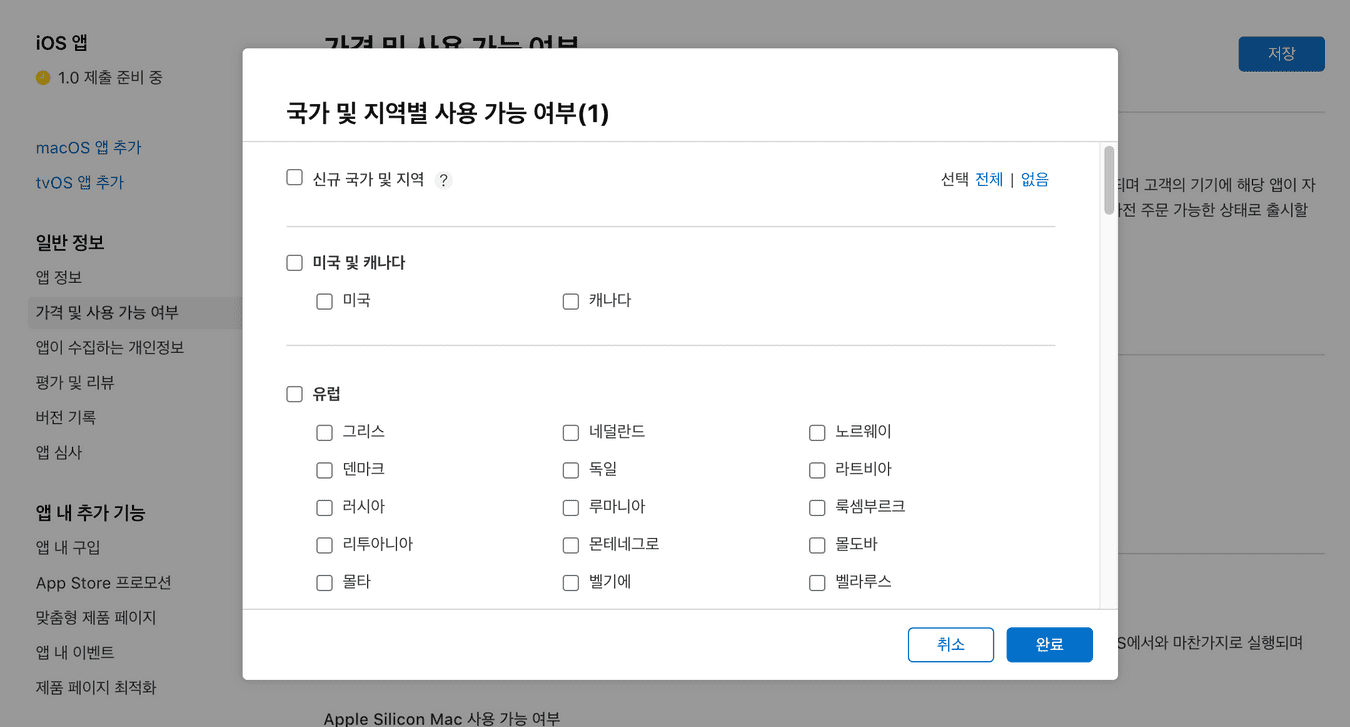 iOS 앱
1.0 제출 준비 중
macOS 앱 추가
tvOS 앱 추가
일반 정보
앱 정보
가격 및 사용 가능 여부
앱이 수집하는 개인정보
평가 및 리뷰
버전 기록
앱 심사
앱 내 추가 기능
앱 내 구입
App Store 프로모션
맞춤형 제품 페이지
앱 내 이벤트
제품 페이지 최적화
가격 및 사용 가능 여부
저장
국가 및 지역별 사용 가능 여부(1)
신규 국가 및 지역 ?
선택 전체 | 없음
미국 및 캐나다
미국 캐나다
유럽
그리스 네덜란드 노르웨이
덴마크 독일 라트비아
러시아 루마니아 룩셈부르크
리투아니아 몬테네그로 몰도바
몰타 벨기에 벨라루스
취소 완료
되며 고객의 기기에 해당 앱이 자
사전 주문 가능한 상태로 출시할
S에서와 마찬가지로 실행되며
Apple Silicon Mac 사용 가능 여부